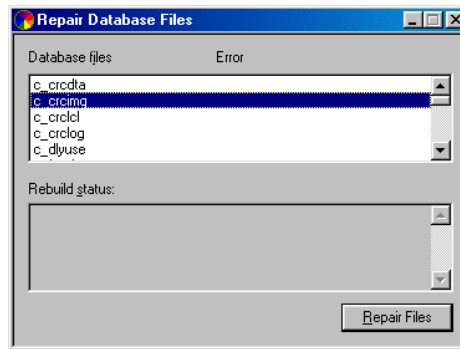 Repair Database Files
Database files Error
c_crcdta
c_crcimg
c_crclcl
c_crclog
c_dlyuse
Rebuild status:
Repair Files